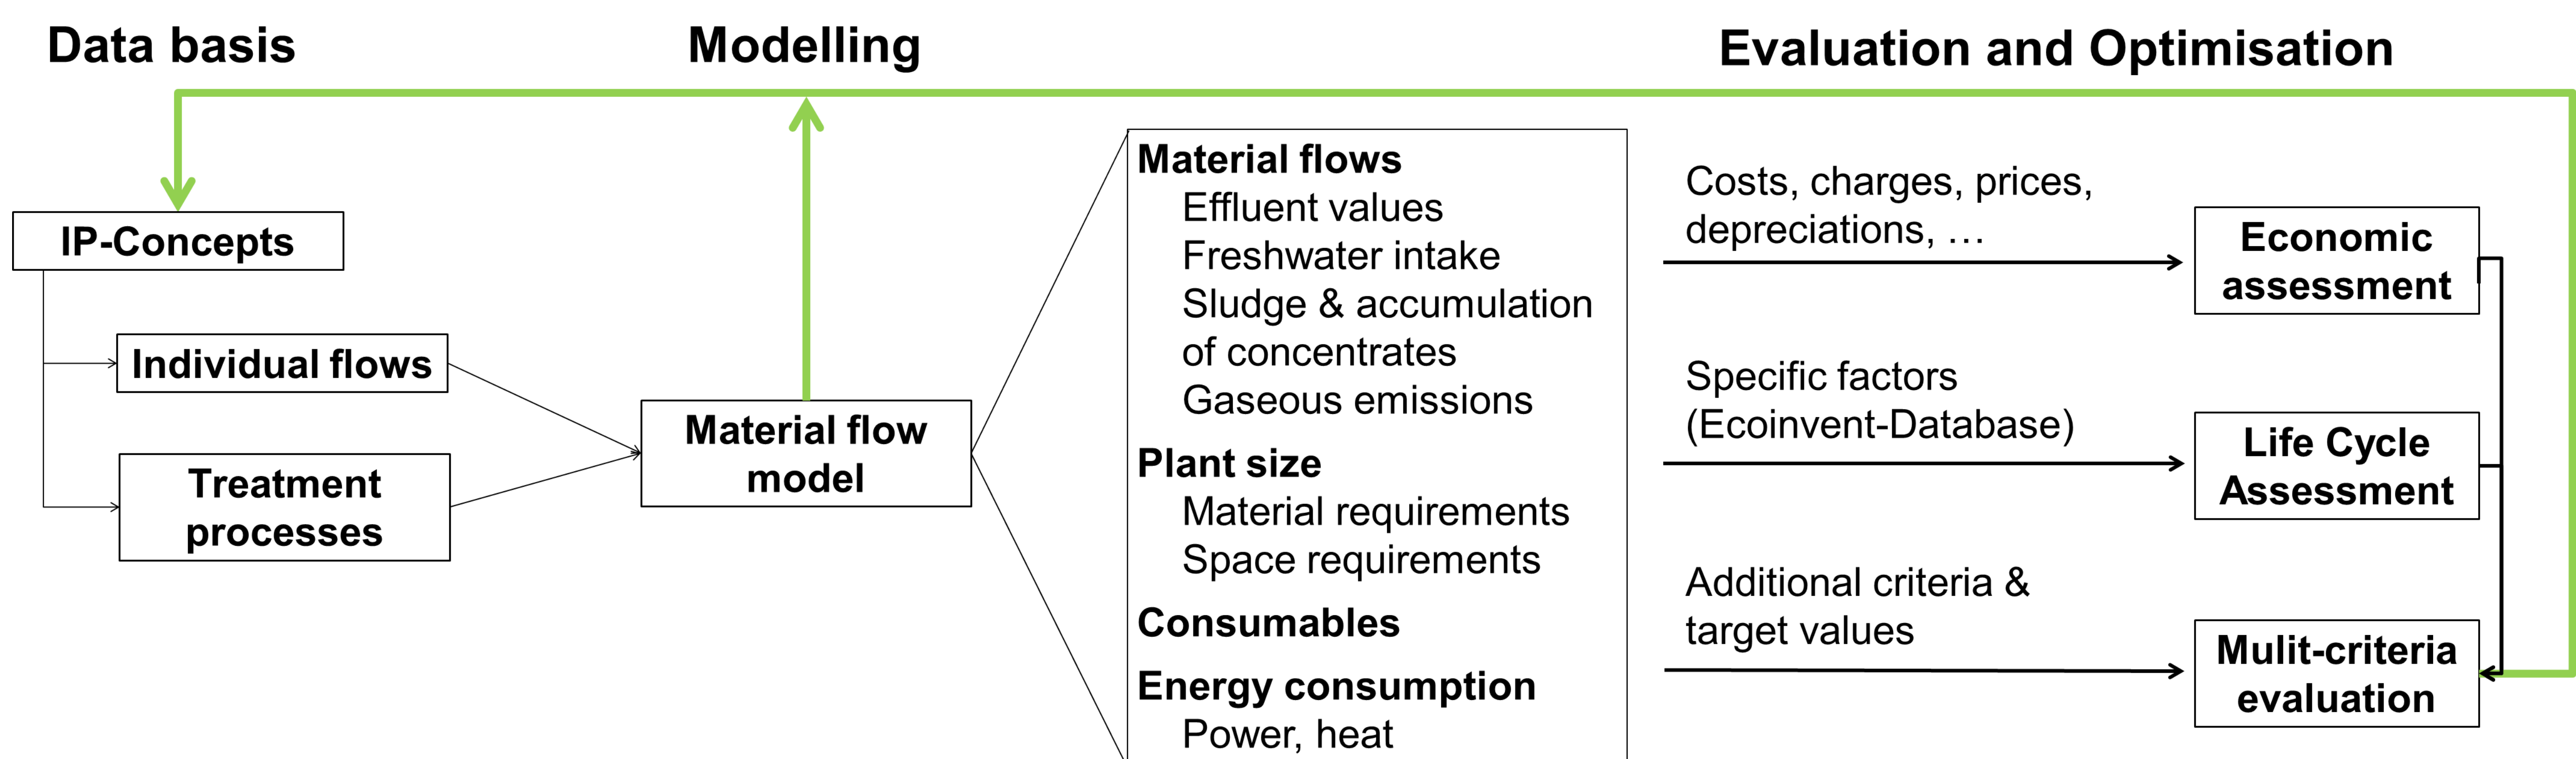 Data basis
Modelling
Evaluation and Optimisation
IP-Concepts
Individual flows
Treatment
processes
Material flow
model
Material flows
Effluent values
Freshwater intake
Sludge & accumulation
of concentrates
Gaseous emissions
Plant size
Material requirements
Space requirements
Consumables
Energy consumption
Power, heat
Costs, charges, prices,
depreciations, …
Economic
assessment
Specific factors
(Ecoinvent-Database)
Life Cycle
Assessment
Additional criteria &
target values
Mulit-criteria
evaluation